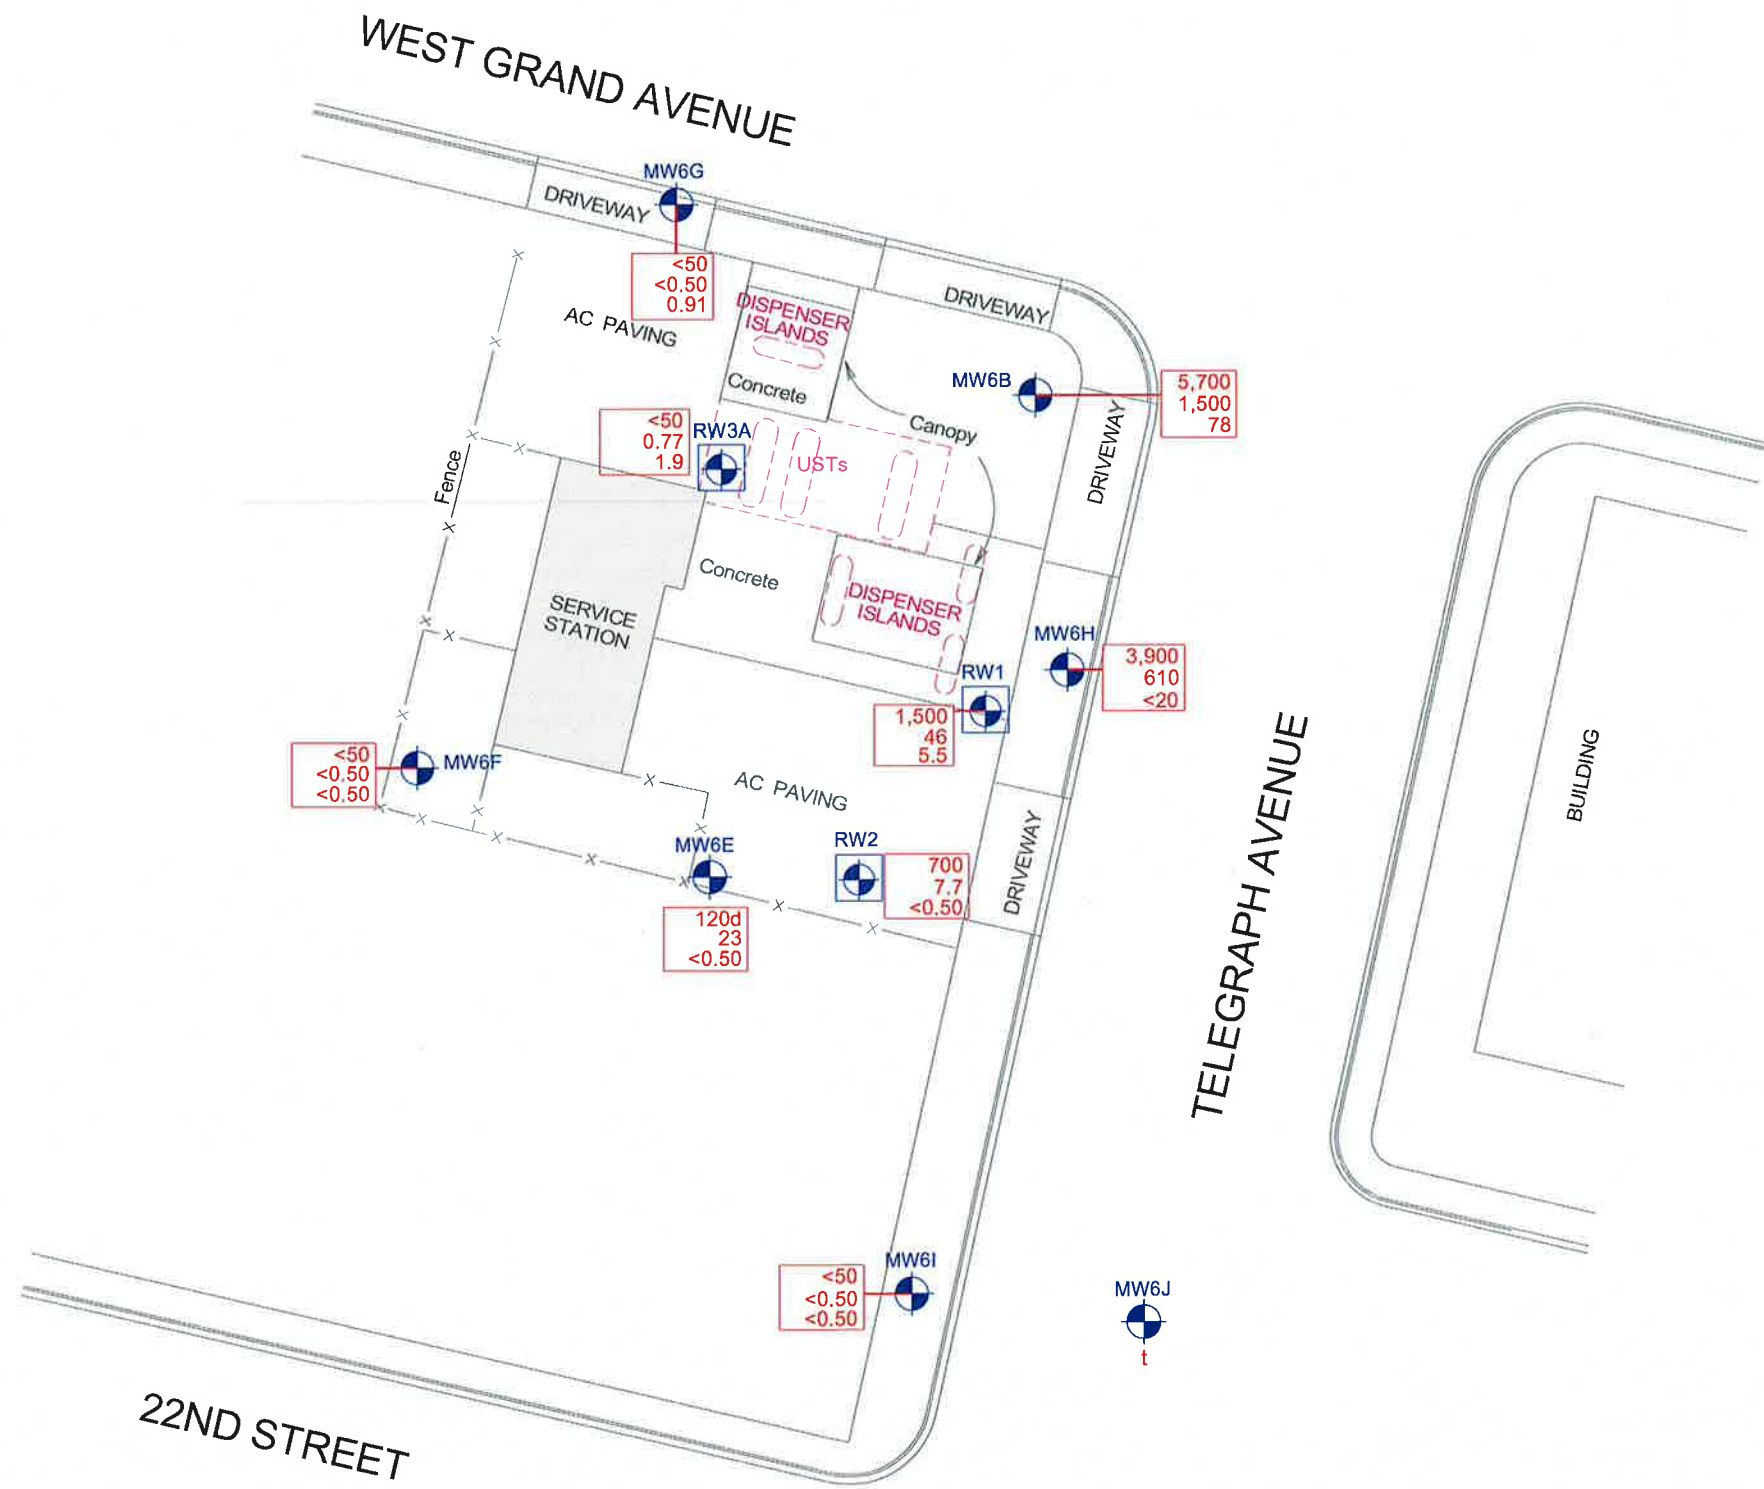 WEST GRAND AVENUE
MW6G
DRIVEWAY
<50
<0.50
0.91
DRIVEWAY
DISPENSER
ISLANDS
AC PAVING
Concrete
MW6B
5,700
1,500
78
DRIVEWAY
Canopy
<50
0.77
1.9
RW3A
USTs
Fence
Concrete
SERVICE
STATION
DISPENSER
ISLANDS
MW6H
3,900
610
<20
RW1
1,500
46
5.5
<50
<0.50
<0.50
MW6F
AC PAVING
BUILDING
TELEGRAPH AVENUE
DRIVEWAY
MW6E
120d
23
<0.50
RW2
700
7.7
<0.50
MW6I
<50
<0.50
<0.50
MW6J
t
22ND STREET